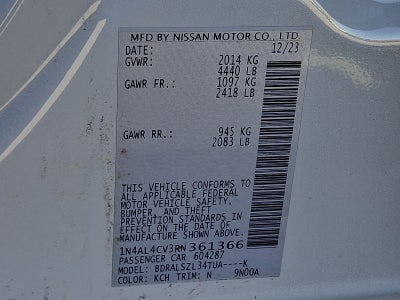 MFD BY NISSAN MOTOR CO., LTD.
DATE: 12/23
GVWR: 2014 KG
4440 LB
GAWR FR.: 1097 KG
2418 LB
GAWR RR.: 945 KG
2083 LB
THIS VEHICLE CONFORMS TO
ALL APPLICABLE FEDERAL
MOTOR VEHICLE SAFETY,
BUMPER, AND THEFT
PREVENTION STANDARDS IN
EFFECT ON THE DATE OF
MANUFACTURE SHOWN ABOVE.
1N4AL4CV3RN361366
PASSENGER CAR 604287
MODEL: BDRALSZL34TUA----K
COLOR: KCH TRIM: N 9N00A